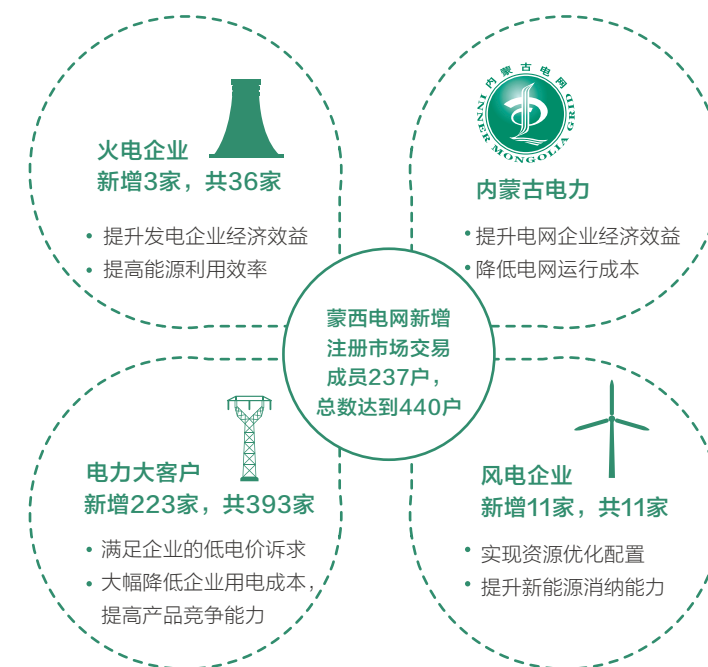 火电企业
新增3家，共36家
• 提升发电企业经济效益
• 提高能源利用效率
内蒙古电网
INNER MONGOLIA GRID
内蒙古电力
• 提升电网企业经济效益
• 降低电网运行成本
蒙西电网新增
注册市场交易
成员237户，
总数达到440户
电力大客户
新增223家，共393家
• 满足企业的低电价诉求
• 大幅降低企业用电成本，
提高产品竞争能力
风电企业
新增11家，共11家
• 实现资源优化配置
• 提升新能源消纳能力